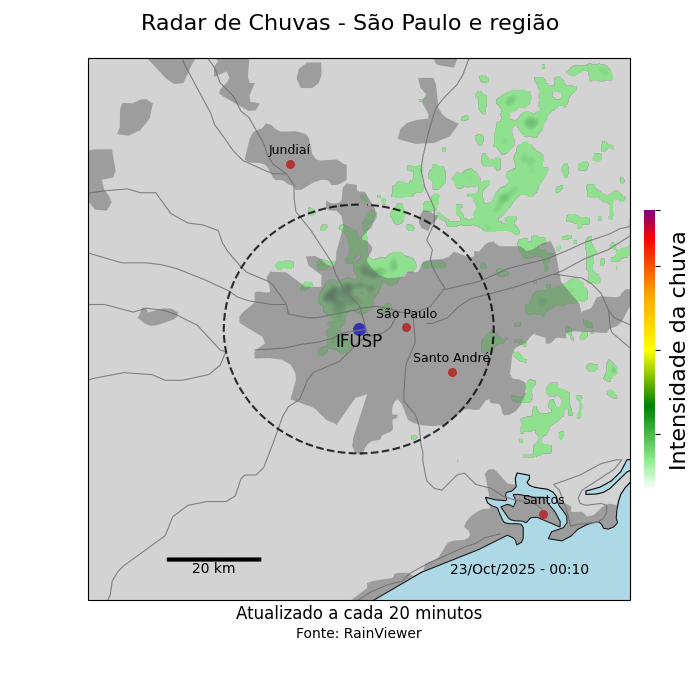 Radar de Chuvas - São Paulo e região
Jundiaí
São Paulo
IFUSP
Santo André
Santos
20 km
23/Oct/2025 - 00:10
Intensidade da chuva
Atualizado a cada 20 minutos
Fonte: RainViewer